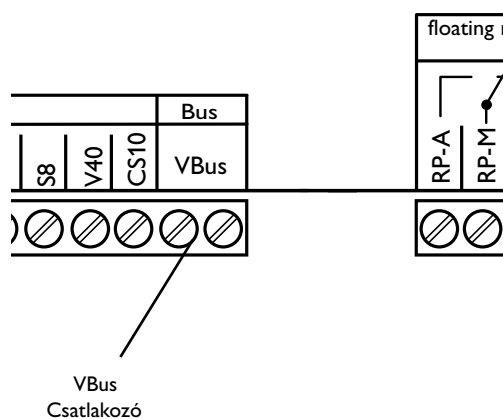 floating
Bus
S8
V40
CS10
VBus
RP-A
RP-M
VBus
Csatlakozó